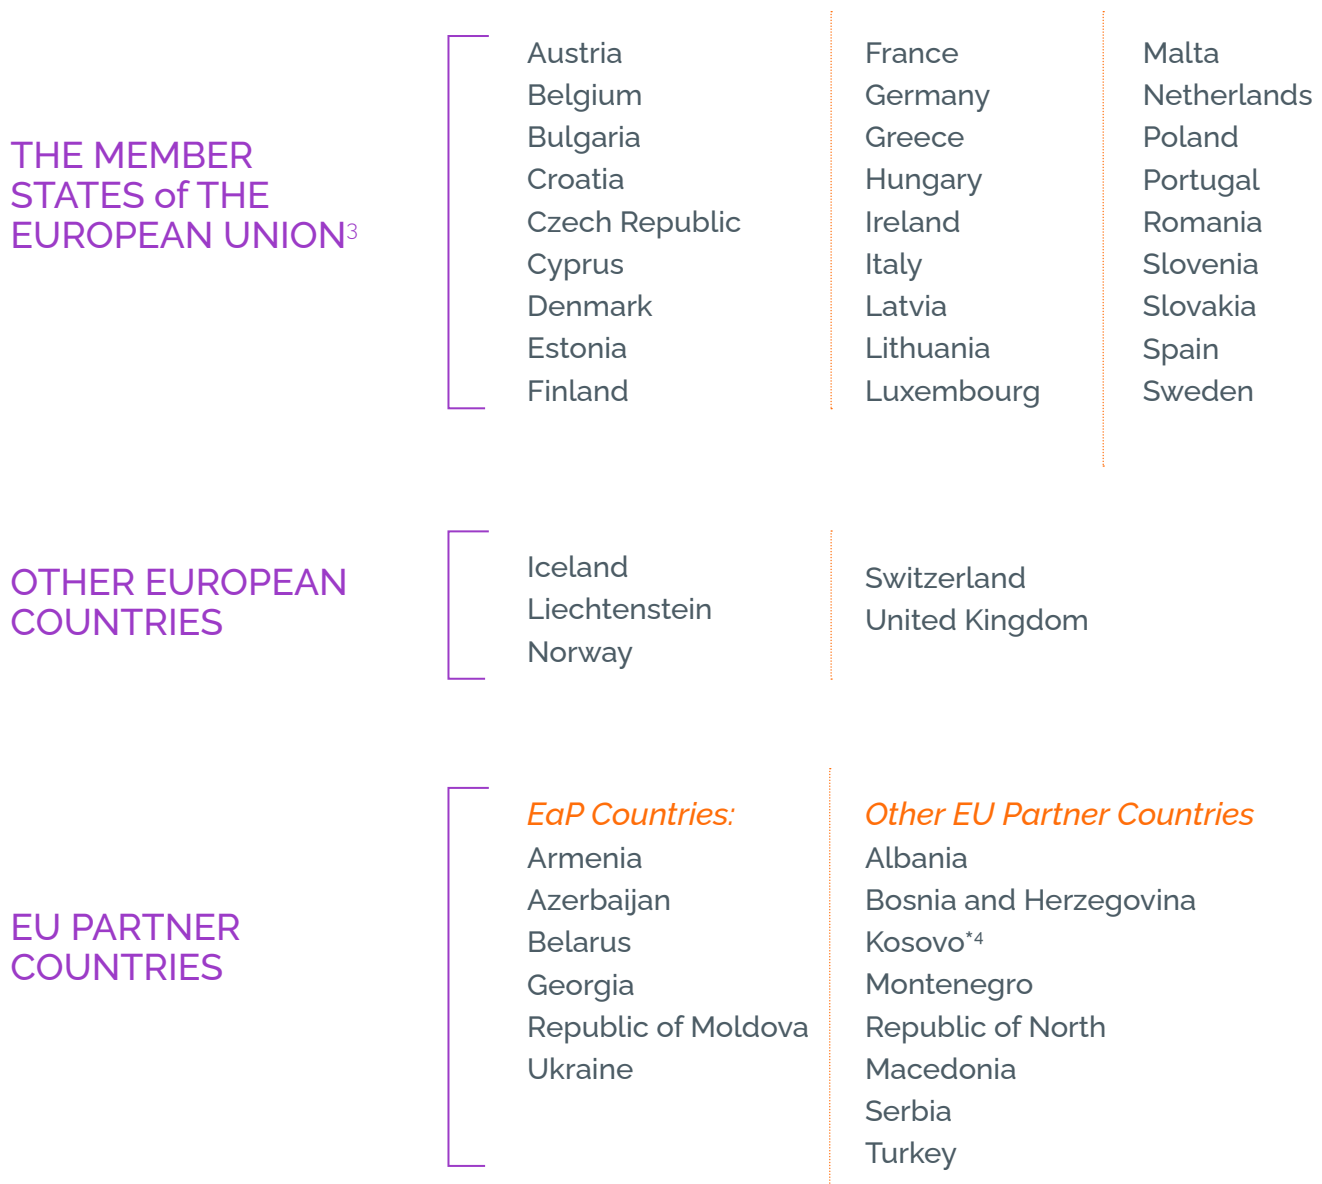 THE MEMBER
STATES of THE
EUROPEAN UNION³
Austria
Belgium
Bulgaria
Croatia
Czech Republic
Cyprus
Denmark
Estonia
Finland
France
Germany
Greece
Hungary
Ireland
Italy
Latvia
Lithuania
Luxembourg
Malta
Netherlands
Poland
Portugal
Romania
Slovenia
Slovakia
Spain
Sweden
OTHER EUROPEAN
COUNTRIES
Iceland
Liechtenstein
Norway
Switzerland
United Kingdom
EU PARTNER
COUNTRIES
EaP Countries:
Armenia
Azerbaijan
Belarus
Georgia
Republic of Moldova
Ukraine
Other EU Partner Countries
Albania
Bosnia and Herzegovina
Kosovo*⁴
Montenegro
Republic of North
Macedonia
Serbia
Turkey